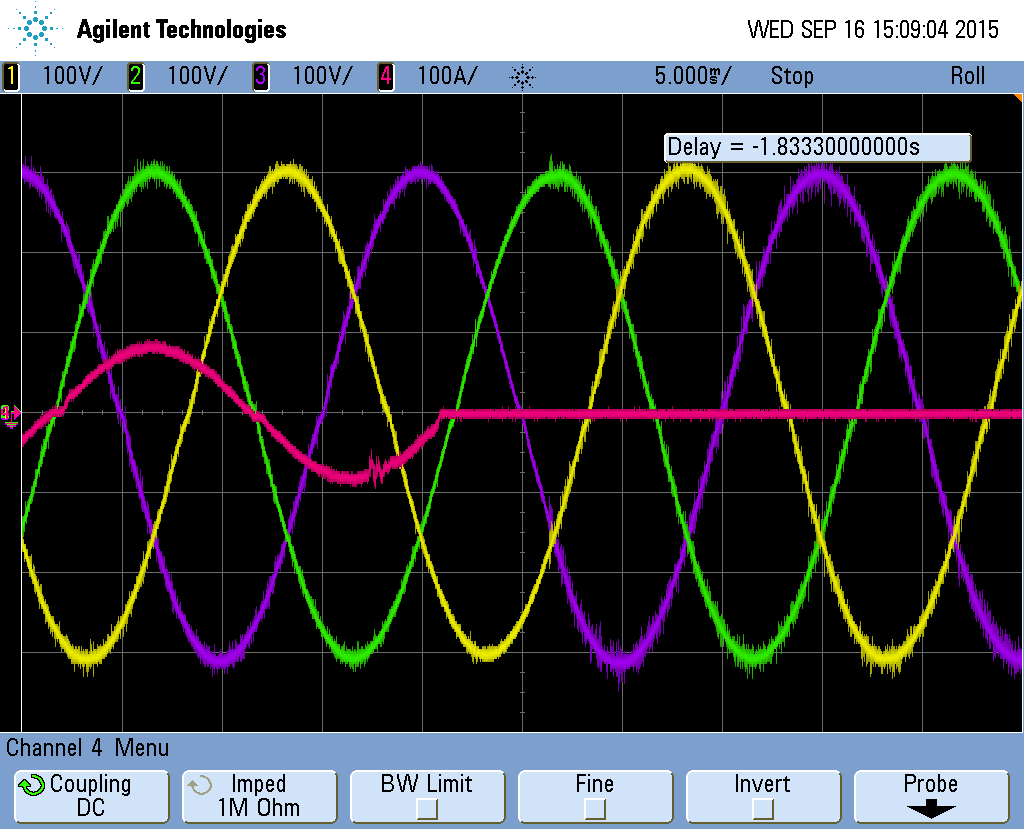 Agilent Technologies WED SEP 16 15:09:04 2015
1 100V/ 2 100V/ 3 100V/ 4 100A/ 5.000ms/ Stop Roll
Delay = -1.83330000000s
Channel 4 Menu
Coupling Imped BW Limit Fine Invert Probe
DC 1M Ohm